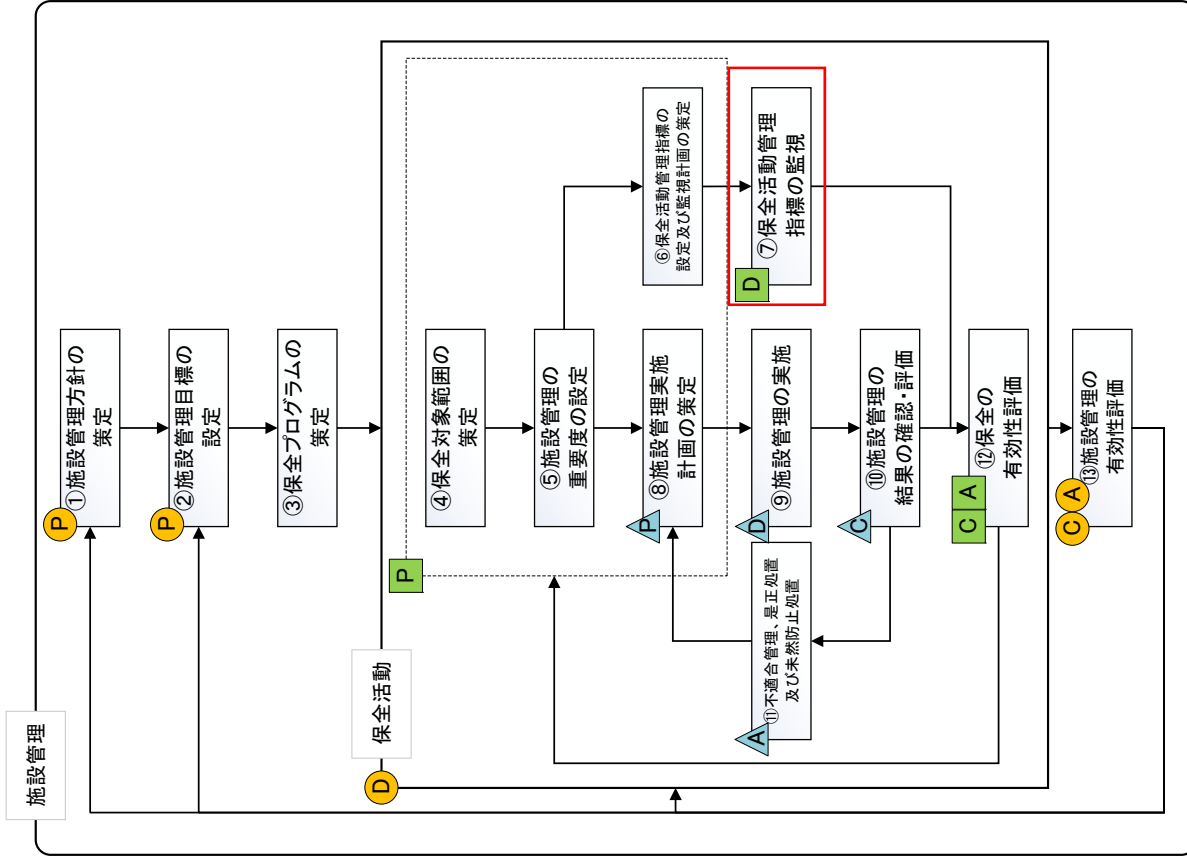 施設管理
P
①施設管理方針の
策定
P
②施設管理目標の
設定
③保全プログラムの
策定
D
保全活動
P
④保全対象範囲の
策定
⑤施設管理の
重要度の設定
⑥保全活動管理指標の
設定及び監視計画の策定
P
⑧施設管理実施
計画の策定
D
⑦保全活動管理
指標の監視
D
⑨施設管理の実施
C
⑩施設管理の
結果の確認・評価
A
⑪不適合管理、是正処置
及び未然防止処置
C A
⑫保全の
有効性評価
C A
⑬施設管理の
有効性評価